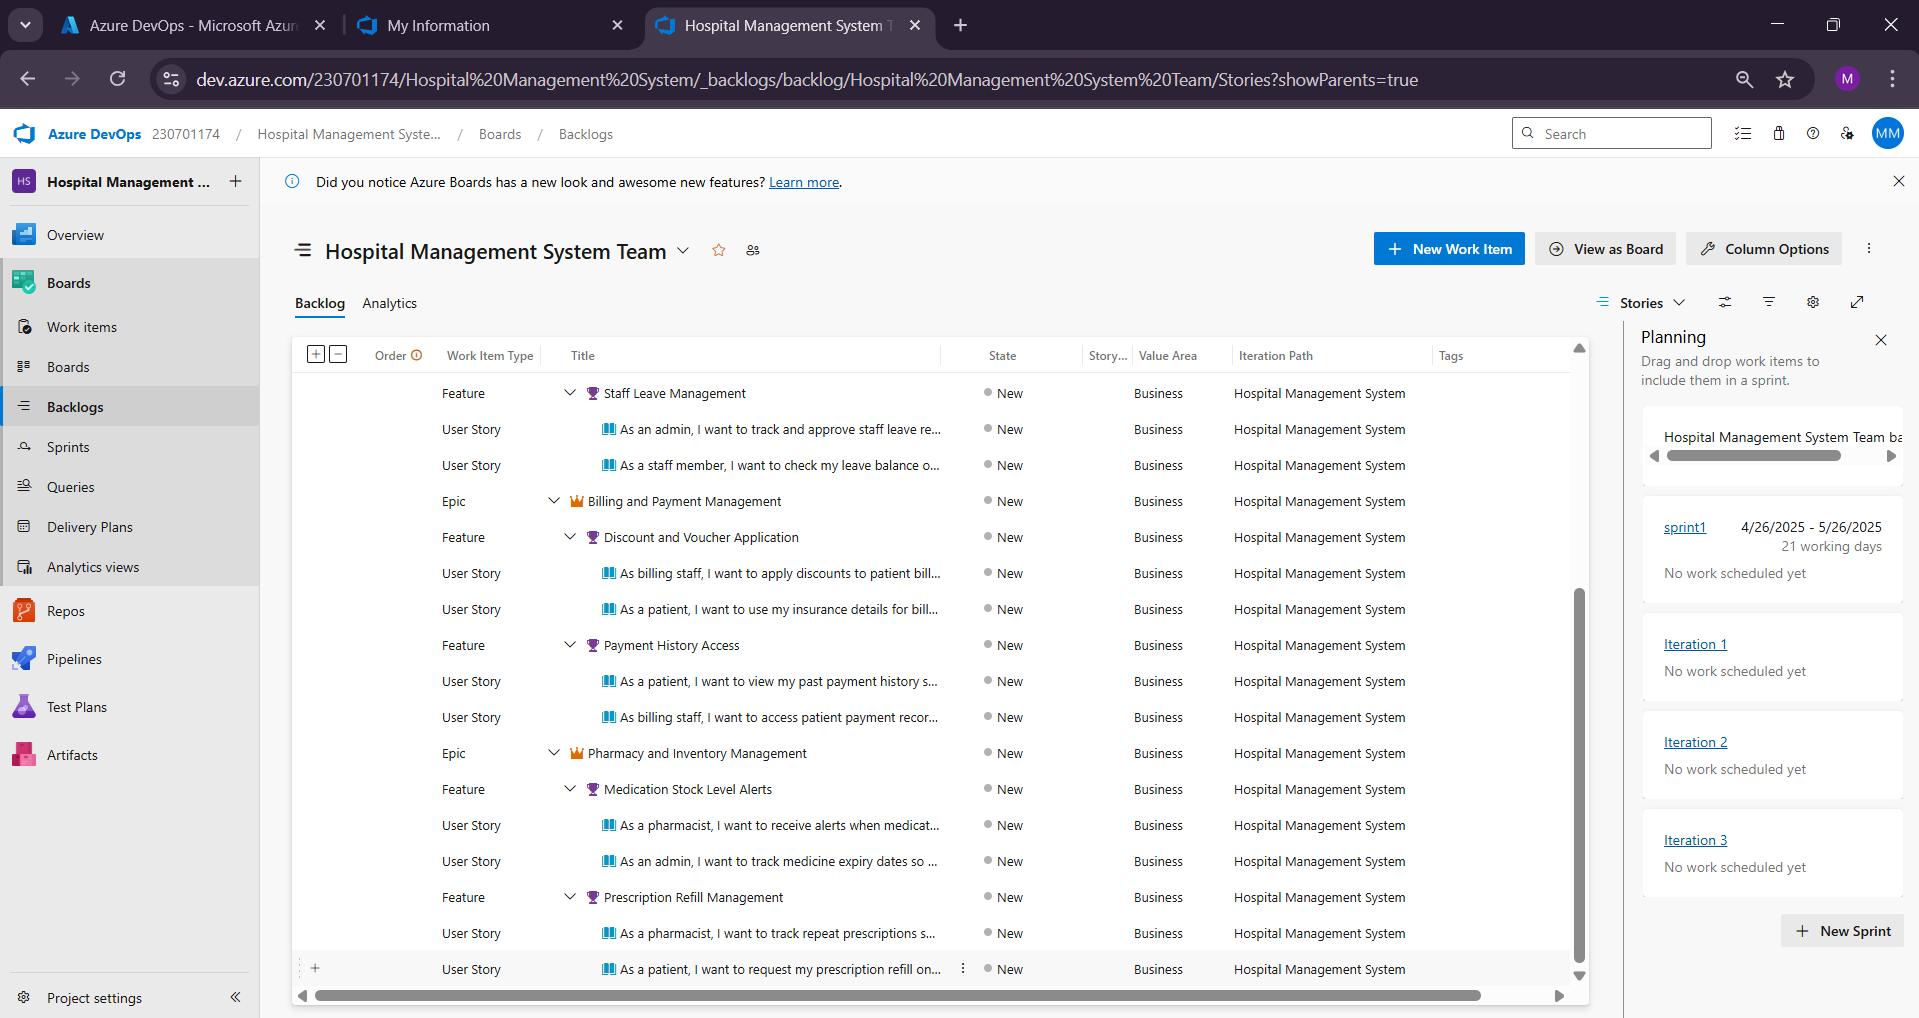 Azure DevOps - Microsoft Azur
My Information
Hospital Management System T
dev.azure.com/230701174/Hospital%20Management%20System/_backlogs/backlog/Hospital%20Management%20System%20Team/Stories?showParents=true
M
Azure DevOps 230701174 / Hospital Management Syste... / Boards / Backlogs
Search
MM
HS Hospital Management ...
Overview
Boards
Work items
Boards
Backlogs
Sprints
Queries
Delivery Plans
Analytics views
Repos
Pipelines
Test Plans
Artifacts
Project settings
Did you notice Azure Boards has a new look and awesome new features? Learn more.
Hospital Management System Team
New Work Item
View as Board
Column Options
Backlog Analytics
Stories
Order Work Item Type Title State Story... Value Area Iteration Path Tags
Feature Staff Leave Management New Business Hospital Management System
User Story As an admin, I want to track and approve staff leave re... New Business Hospital Management System
User Story As a staff member, I want to check my leave balance o... New Business Hospital Management System
Epic Billing and Payment Management New Business Hospital Management System
Feature Discount and Voucher Application New Business Hospital Management System
User Story As billing staff, I want to apply discounts to patient bill... New Business Hospital Management System
User Story As a patient, I want to use my insurance details for bill... New Business Hospital Management System
Feature Payment History Access New Business Hospital Management System
User Story As a patient, I want to view my past payment history s... New Business Hospital Management System
User Story As billing staff, I want to access patient payment recor... New Business Hospital Management System
Epic Pharmacy and Inventory Management New Business Hospital Management System
Feature Medication Stock Level Alerts New Business Hospital Management System
User Story As a pharmacist, I want to receive alerts when medicat... New Business Hospital Management System
User Story As an admin, I want to track medicine expiry dates so ... New Business Hospital Management System
Feature Prescription Refill Management New Business Hospital Management System
User Story As a pharmacist, I want to track repeat prescriptions s... New Business Hospital Management System
User Story As a patient, I want to request my prescription refill on... New Business Hospital Management System
Planning
Drag and drop work items to
include them in a sprint.
Hospital Management System Team ba
sprint1 4/26/2025 - 5/26/2025
21 working days
No work scheduled yet
Iteration 1
No work scheduled yet
Iteration 2
No work scheduled yet
Iteration 3
No work scheduled yet
New Sprint